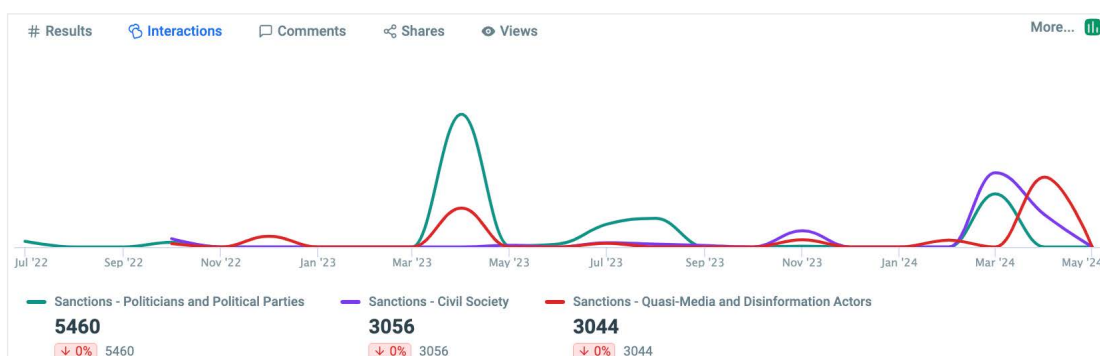 # Results Interactions Comments Shares Views More...
Jul '22 Sep '22 Nov '22 Jan '23 Mar '23 May '23 Jul '23 Sep '23 Nov '23 Jan '24 Mar '24 May '24
Sanctions - Politicians and Political Parties Sanctions - Civil Society Sanctions - Quasi-Media and Disinformation Actors
5460 3056 3044
↓ 0% 5460 ↓ 0% 3056 ↓ 0% 3044